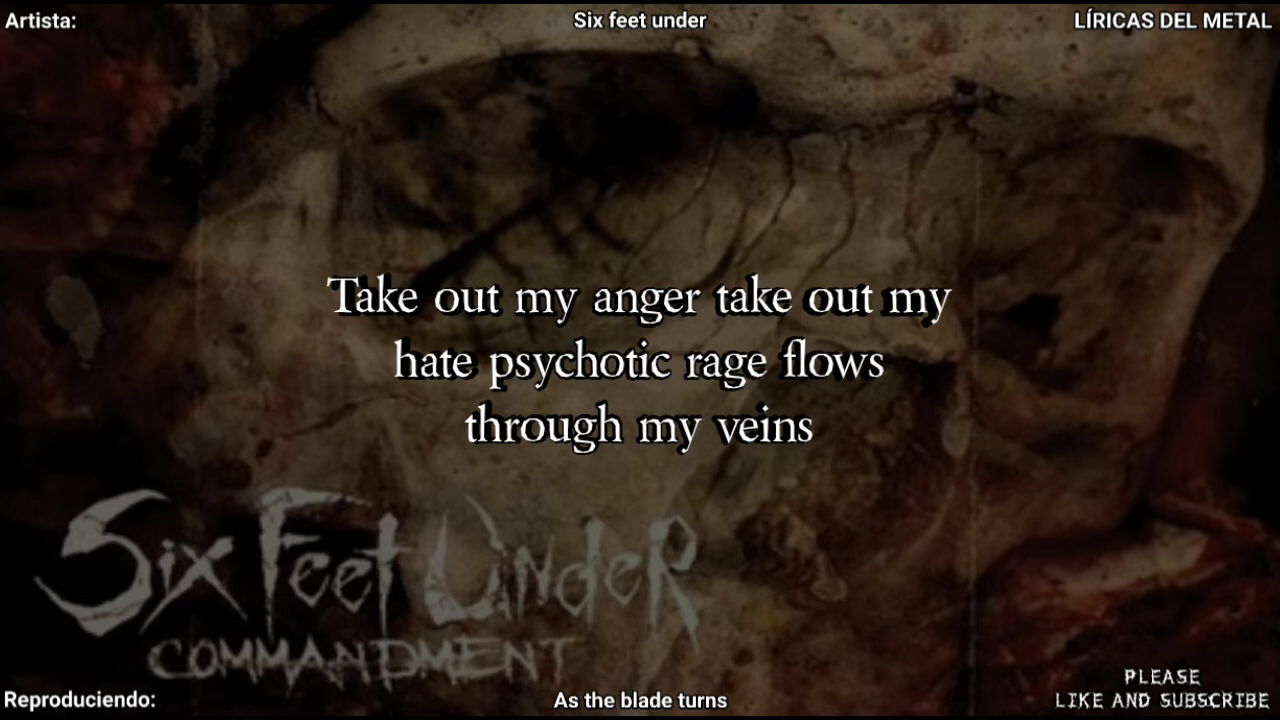 Artista:
Six feet under
LÍRICAS DEL METAL
Take out my anger take out my
hate psychotic rage flows
through my veins
Six Feet Under
COMMANDMENT
PLEASE
LIKE AND SUBSCRIBE
Reproduciendo:
As the blade turns